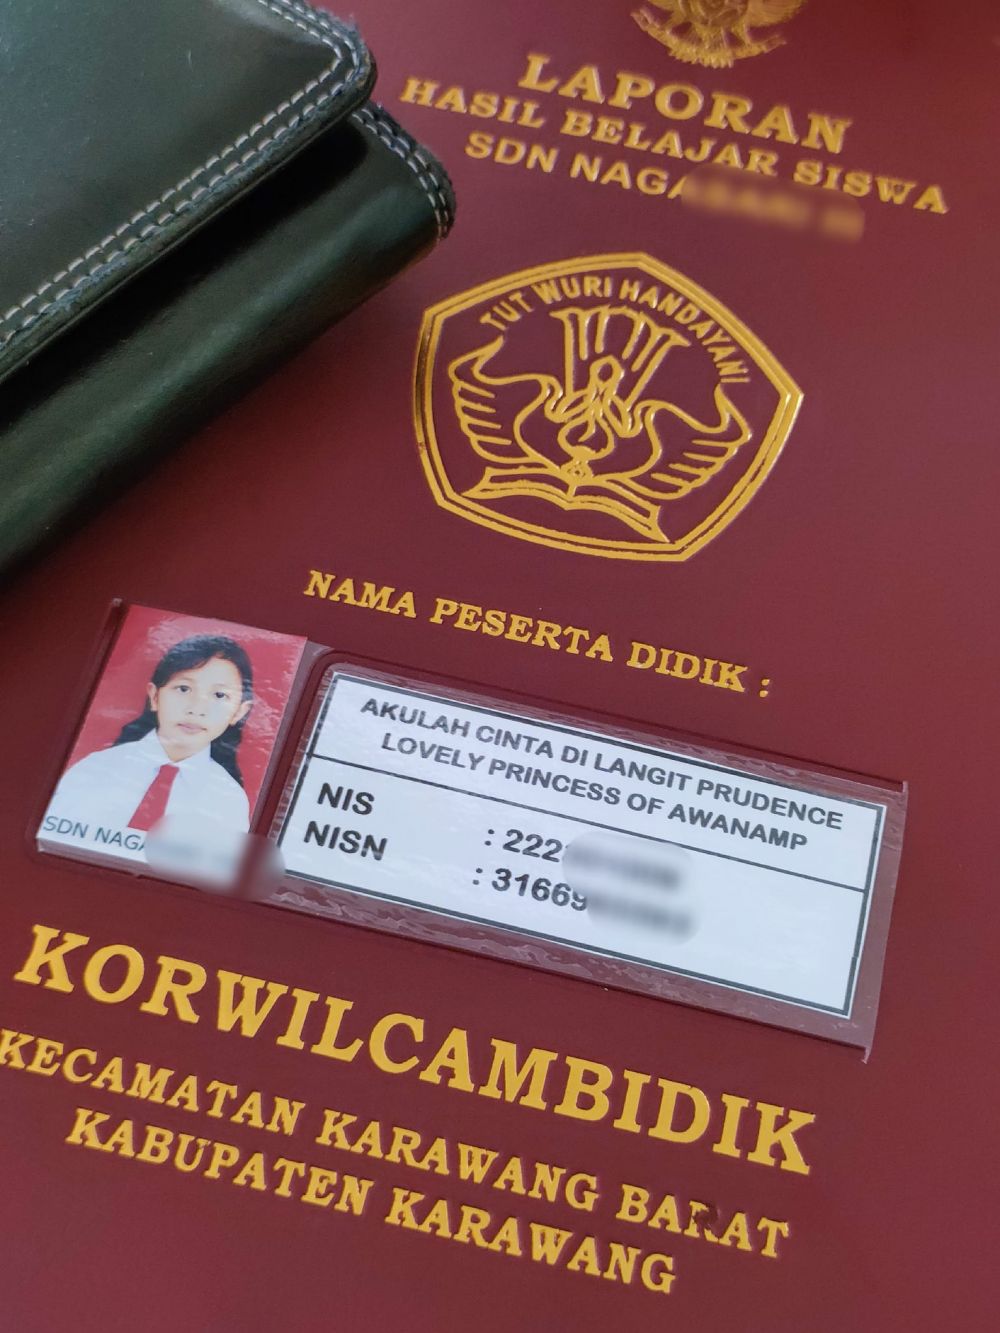 LAPORAN
HASIL BELAJAR SISWA
SDN NAGA
TUT WURI HANDAYANI
NAMA PESERTA DIDIK :
AKULAH CINTA DI LANGIT PRUDENCE
LOVELY PRINCESS OF AWANAMP
NIS : 222
NISN : 31669
SDN NAGA
KORWILCAMBIDIK
KECAMATAN KARAWANG BARAT
KABUPATEN KARAWANG